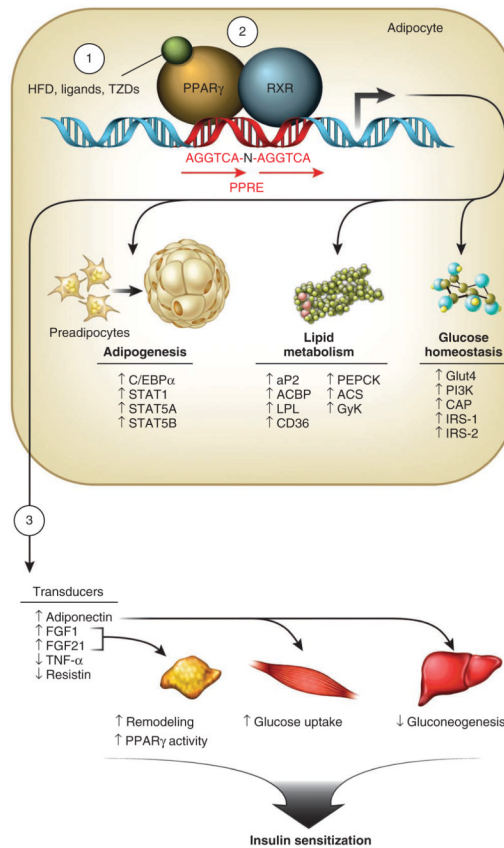 Adipocyte
1
2
HFD, ligands, TZDs
PPARγ
RXR
AGGTCA-N-AGGTCA
PPRE
Preadipocytes
Adipogenesis
↑ C/EBPα
↑ STAT1
↑ STAT5A
↑ STAT5B
Lipid
metabolism
↑ aP2
↑ ACBP
↑ LPL
↑ CD36
↑ PEPCK
↑ ACS
↑ GyK
Glucose
homeostasis
↑ Glut4
↑ PI3K
↑ CAP
↑ IRS-1
↑ IRS-2
3
Transducers
↑ Adiponectin
↑ FGF1
↑ FGF21
↓ TNF-α
↓ Resistin
↑ Remodeling
↑ PPARγ activity
↑ Glucose uptake
↓ Gluconeogenesis
Insulin sensitization